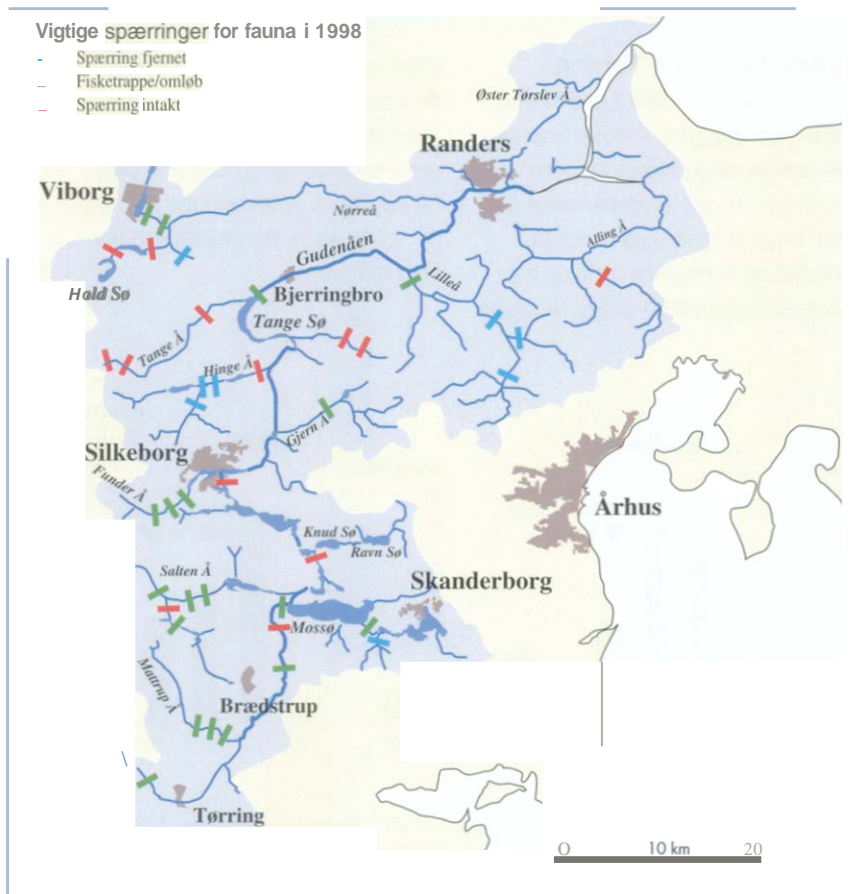 Vigtige spærringer for fauna i 1998
- Spærring fjernet
- Fisketrappe/omløb
- Spærring intakt
Øster Tørslev Å
Randers
Viborg
Nørreå
Alling Å
Gudenåen
Lilleå
Hald Sø
Bjerringbro
Tange Sø
Tange Å
Hinge Å
Gjern Å
Silkeborg
Funder Å
Århus
Knud Sø
Ravn Sø
Salten Å
Skanderborg
Mossø
Mattrup Å
Brædstrup
\
Tørring
O 10 km 20